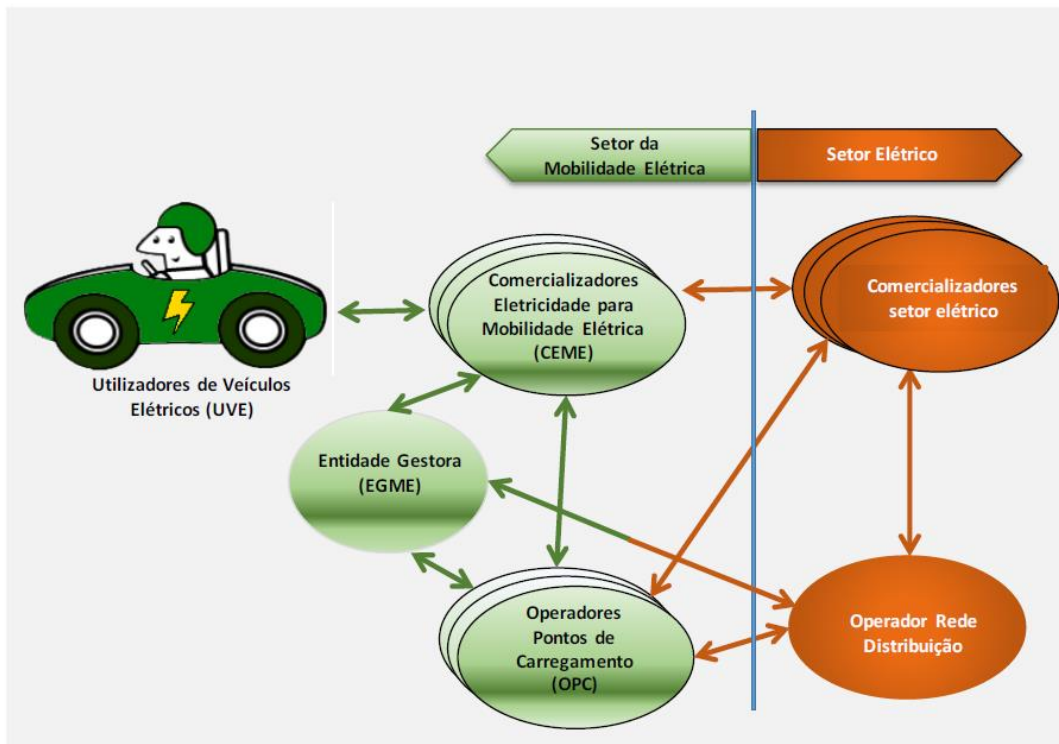 Setor da
Mobilidade Elétrica
Setor Elétrico
Comercializadores
Eletricidade para
Mobilidade Elétrica
(CEME)
Comercializadores
setor elétrico
Utilizadores de Veículos
Elétricos (UVE)
Entidade Gestora
(EGME)
Operadores
Pontos de
Carregamento
(OPC)
Operador Rede
Distribuição